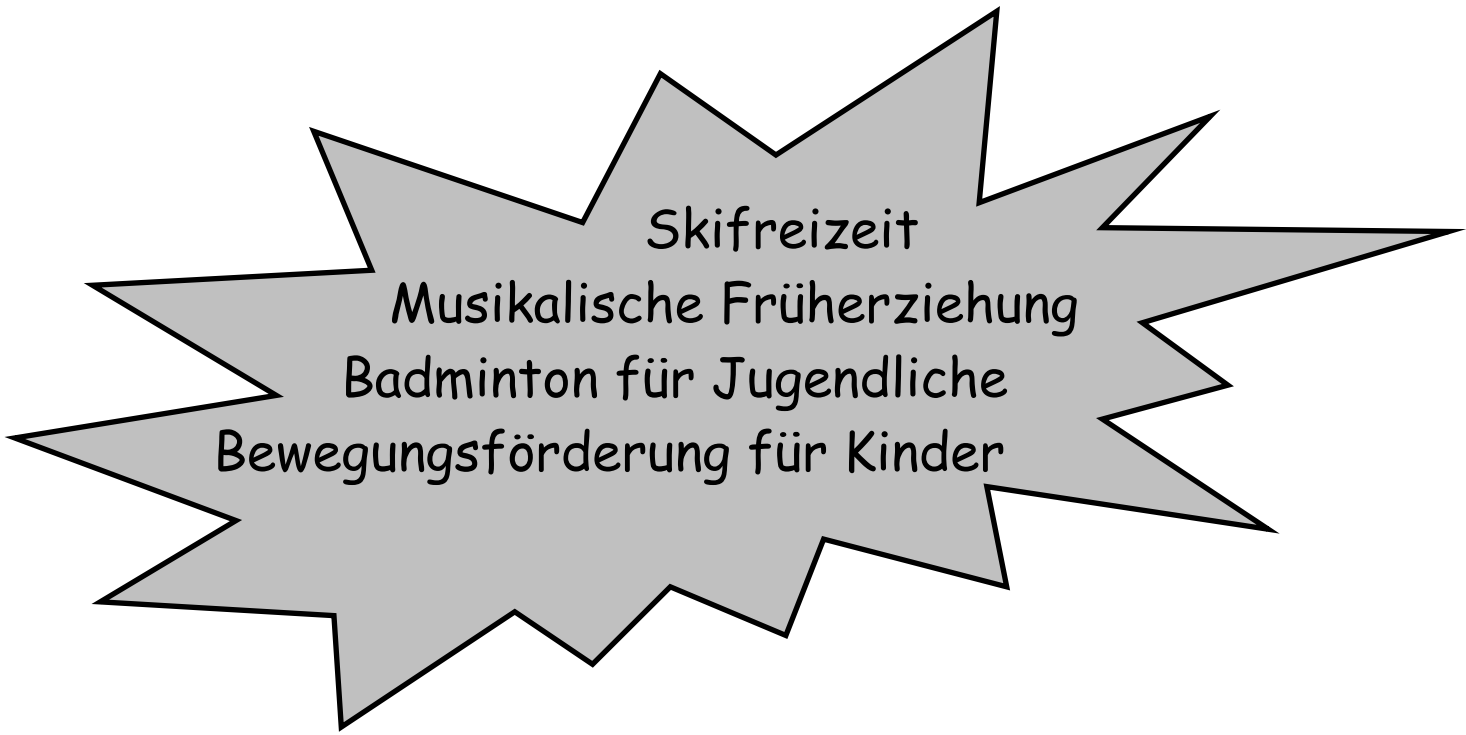 Skifreizeit
Musikalische Früherziehung
Badminton für Jugendliche
Bewegungsförderung für Kinder